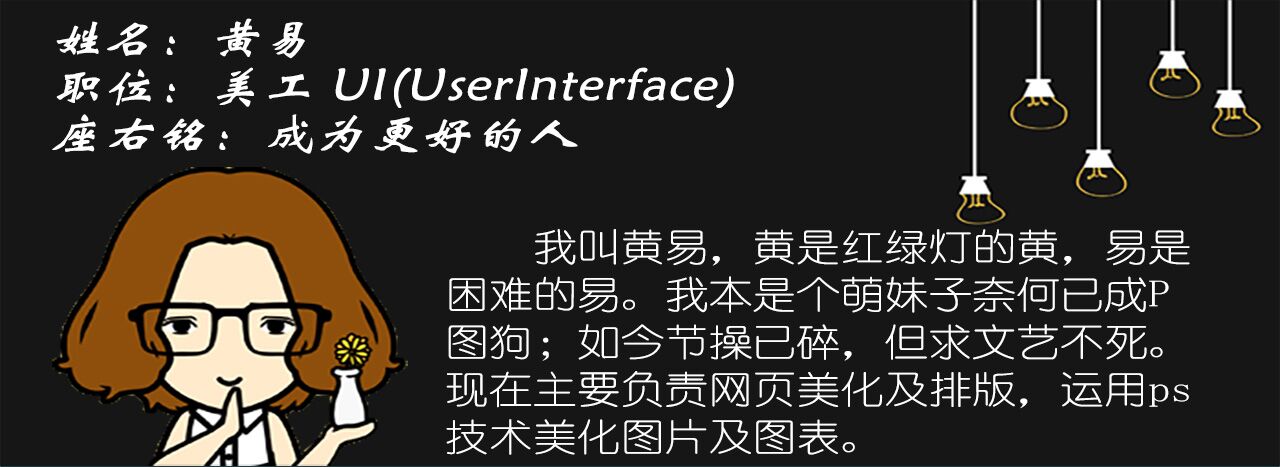 姓名：黄易
职位：美工 UI(UserInterface)
座右铭：成为更好的人
我叫黄易，黄是红绿灯的黄，易是
困难的易。我本是个萌妹子奈何已成P
图狗；如今节操已碎，但求文艺不死。
现在主要负责网页美化及排版，运用ps
技术美化图片及图表。